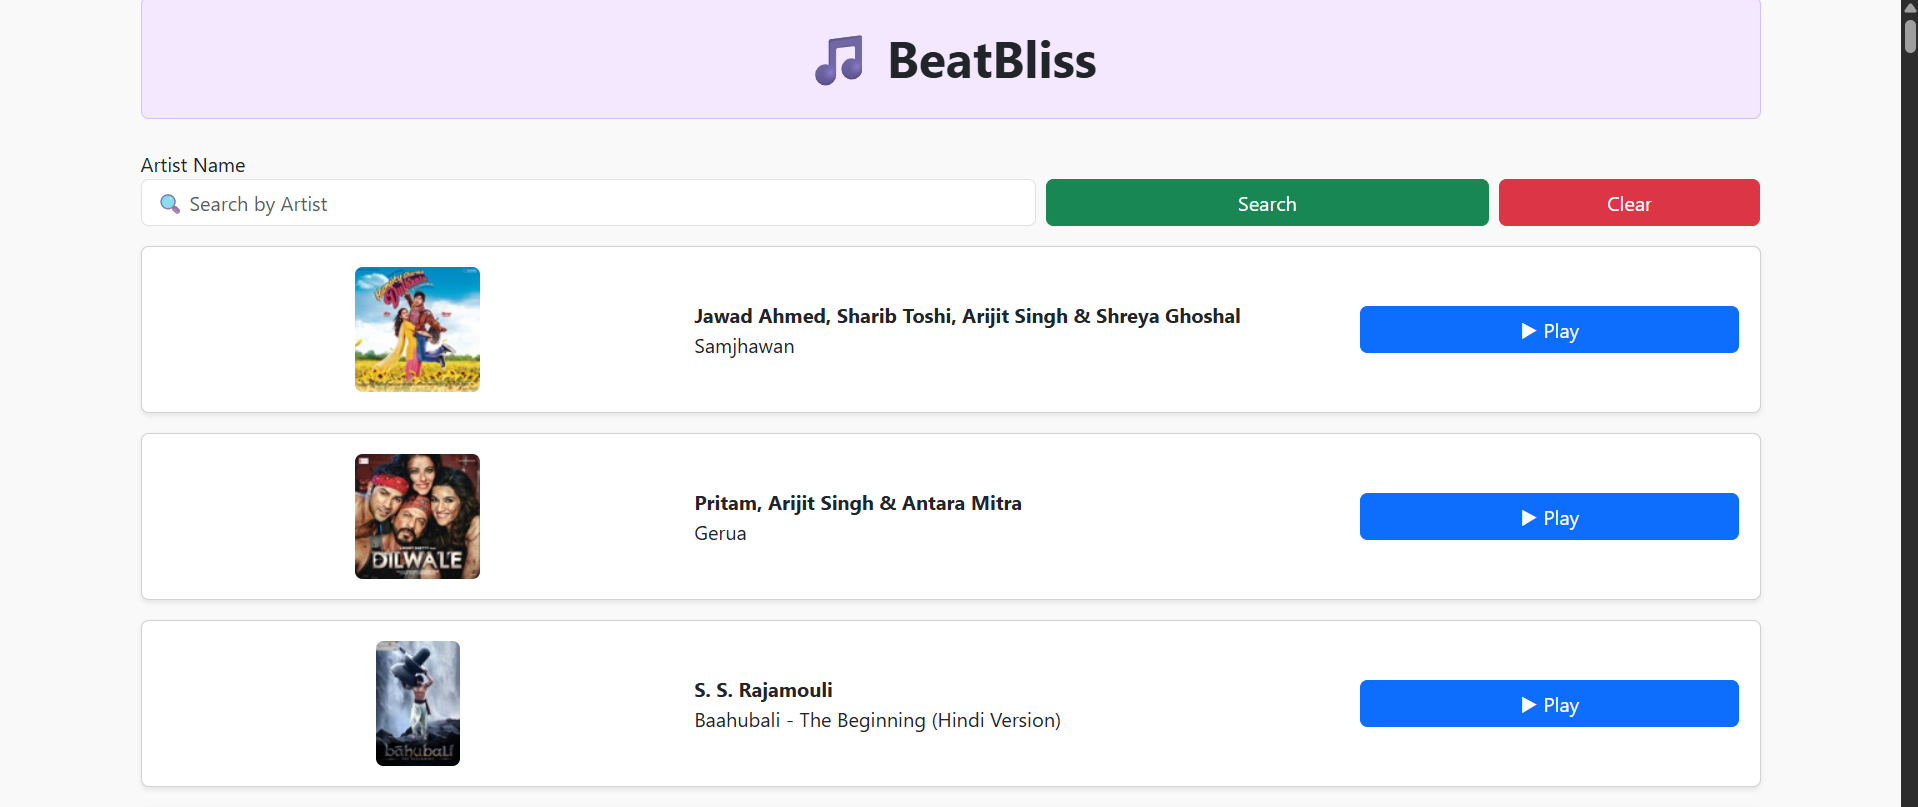 BeatBliss
Artist Name
Search by Artist
Search
Clear
Jawad Ahmed, Sharib Toshi, Arijit Singh & Shreya Ghoshal
Samjhawan
Play
DILWALE
Pritam, Arijit Singh & Antara Mitra
Gerua
Play
bahubali
S. S. Rajamouli
Baahubali - The Beginning (Hindi Version)
Play